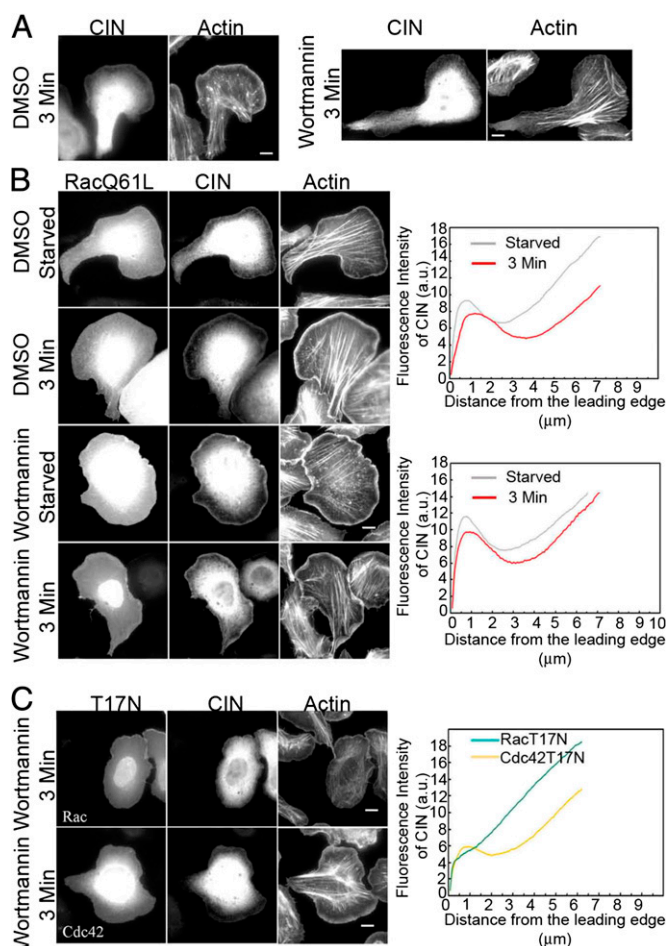 A
CIN
Actin
DMSO
3 Min
CIN
Actin
Wortmannin
3 Min
B
RacQ61L
CIN
Actin
DMSO
Starved
DMSO
3 Min
Wortmannin
Starved
Wortmannin
3 Min
Fluorescence Intensity
of CIN (a.u.)
18
16
14
12
10
8
6
4
2
0
Starved
3 Min
0 1 2 3 4 5 6 7 8 9
Distance from the leading edge
(μm)
Fluorescence Intensity
of CIN (a.u.)
18
16
14
12
10
8
6
4
2
0
Starved
3 Min
0 1 2 3 4 5 6 7 8 9 10
Distance from the leading edge
(μm)
C
T17N
CIN
Actin
Wortmannin
3 Min
Rac
Wortmannin
3 Min
Cdc42
Fluorescence Intensity
of CIN (a.u.)
18
16
14
12
10
8
6
4
2
0
RacT17N
Cdc42T17N
0 1 2 3 4 5 6 7 8 9
Distance from the leading edge
(μm)